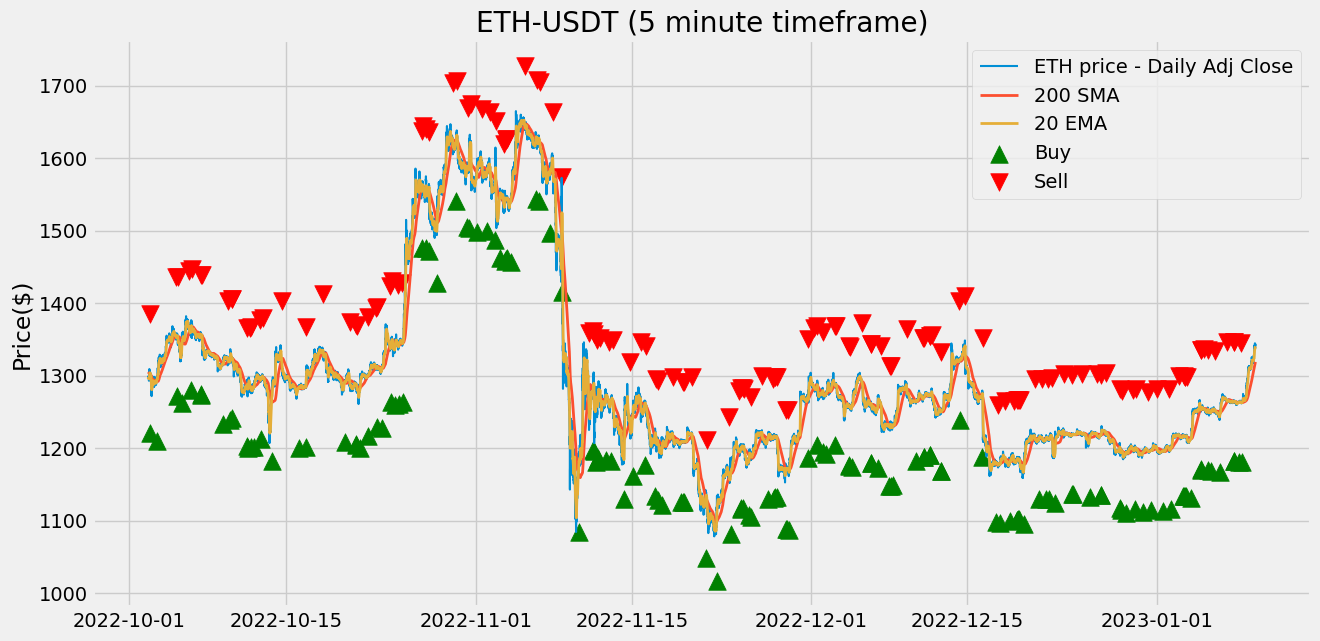 ETH-USDT (5 minute timeframe)
ETH price - Daily Adj Close
200 SMA
20 EMA
Buy
Sell
Price($)
1700
1600
1500
1400
1300
1200
1100
1000
2022-10-01 2022-10-15 2022-11-01 2022-11-15 2022-12-01 2022-12-15 2023-01-01